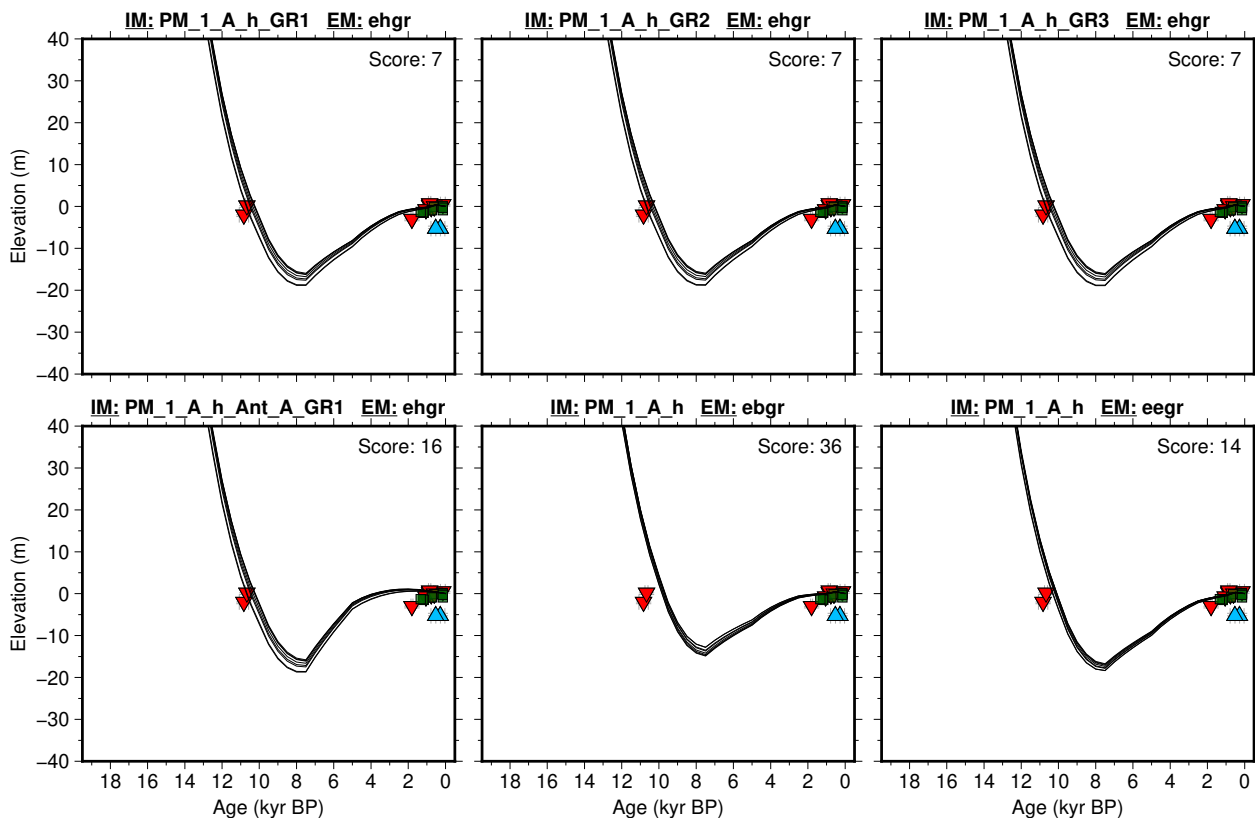 IM: PM_1_A_h_GR1 EM: ehgr
IM: PM_1_A_h_GR2 EM: ehgr
IM: PM_1_A_h_GR3 EM: ehgr
Score: 7
Score: 7
Score: 7
40
30
20
10
0
−10
−20
−30
−40
Elevation (m)
IM: PM_1_A_h_Ant_A_GR1 EM: ehgr
IM: PM_1_A_h EM: ebgr
IM: PM_1_A_h EM: eegr
Score: 16
Score: 36
Score: 14
40
30
20
10
0
−10
−20
−30
−40
Elevation (m)
18 16 14 12 10 8 6 4 2 0
18 16 14 12 10 8 6 4 2 0
18 16 14 12 10 8 6 4 2 0
Age (kyr BP)
Age (kyr BP)
Age (kyr BP)